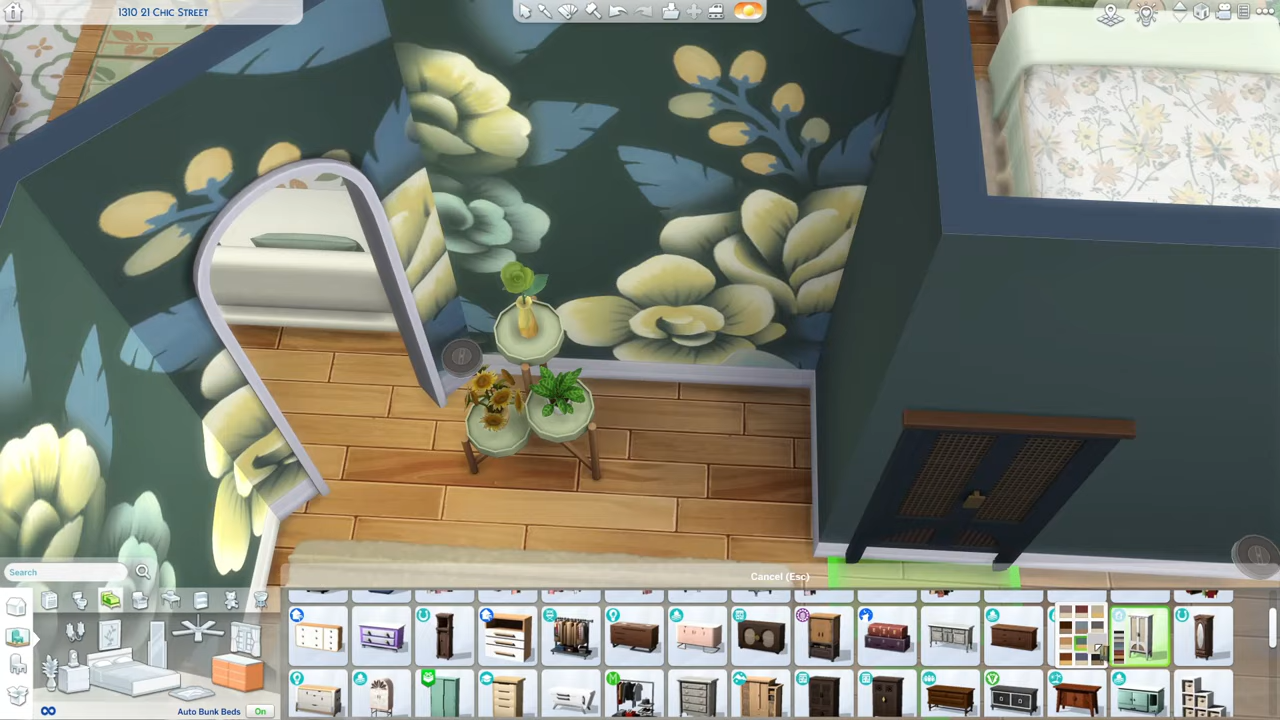 1310 21 CHIC STREET
Cancel (Esc)
Search
Auto Bunk Beds
On